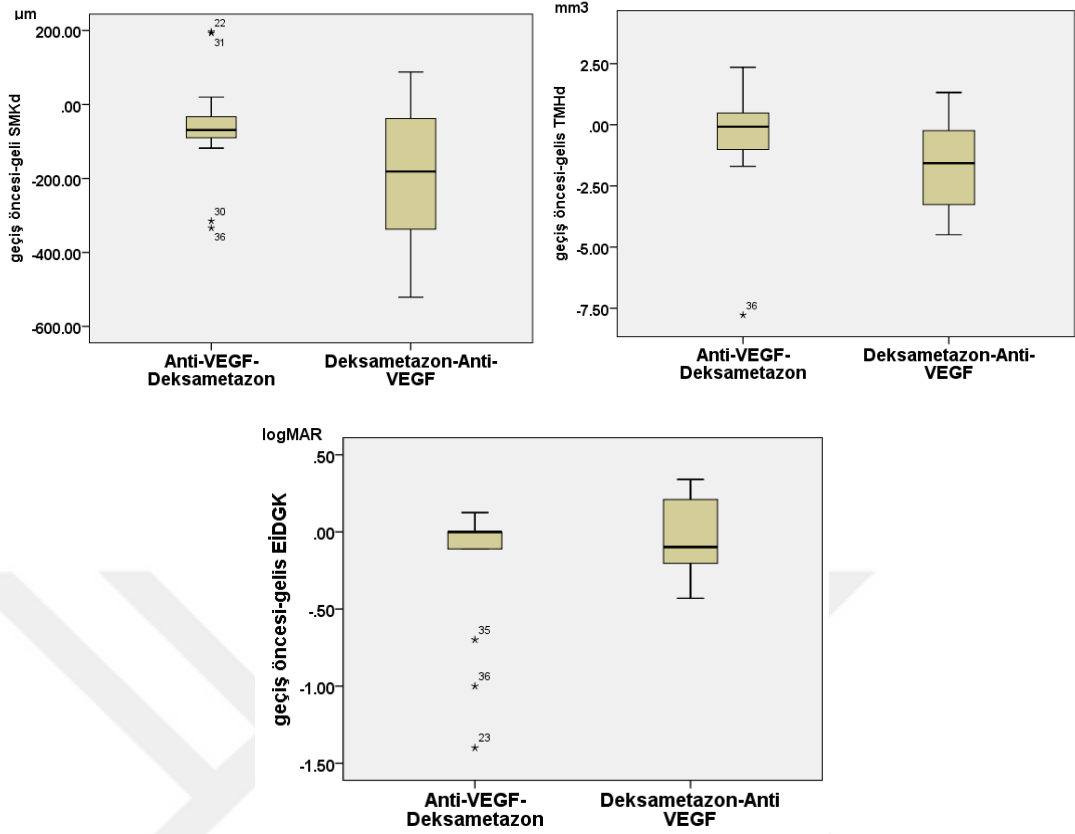 µm
geçiş öncesi-geli SMKd
200.00
.00
-200.00
-400.00
-600.00
22
31
30
36
Anti-VEGF-
Deksametazon
Deksametazon-Anti-
VEGF
mm3
geçiş öncesi-gelis TMHd
2.50
.00
-2.50
-5.00
-7.50
36
Anti-VEGF-
Deksametazon
Deksametazon-Anti-
VEGF
logMAR
geçiş öncesi-gelis EİDGK
.50
.00
-.50
-1.00
-1.50
35
36
23
Anti-VEGF-
Deksametazon
Deksametazon-Anti
VEGF